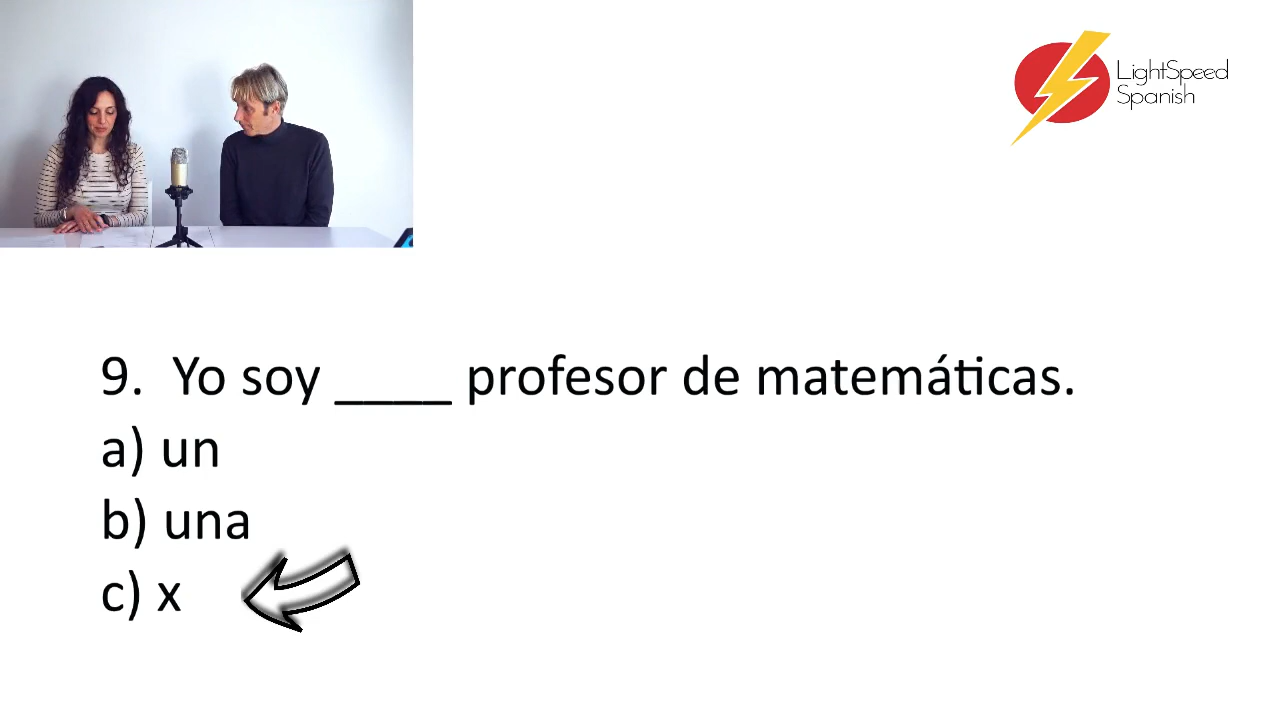 LightSpeed
Spanish
9. Yo soy ____ profesor de matemáticas.
a) un
b) una
c) x